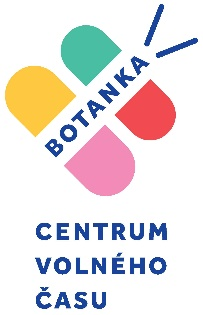 BOTANKA
CENTRUM
VOLNÉHO
ČASU